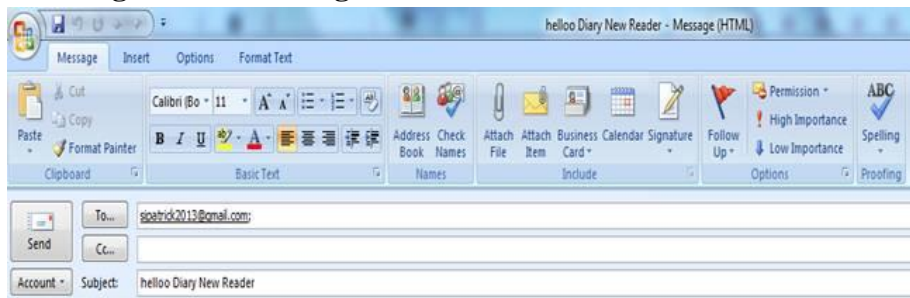 helloo Diary New Reader - Message (HTML)
Message Insert Options Format Text
Paste
Cut
Copy
Format Painter
Clipboard
Calibri (Bo 11
A A
B I U A
Basic Text
Address Book
Check Names
Names
Attach File
Attach Item
Business Card
Calendar
Signature
Include
Follow Up
Permission
High Importance
Low Importance
Options
ABC
Spelling
Proofing
Send
To...
sipatrick2013@gmail.com;
Cc...
Account
Subject: helloo Diary New Reader